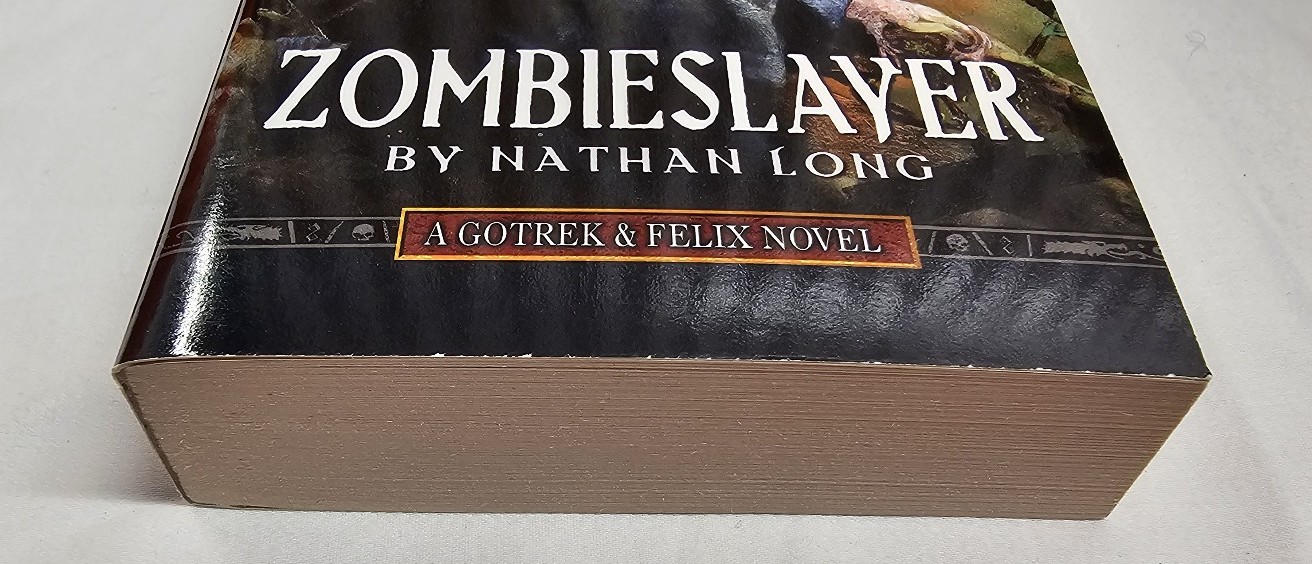 ZOMBIESLAYER
BY NATHAN LONG
A GOTREK & FELIX NOVEL